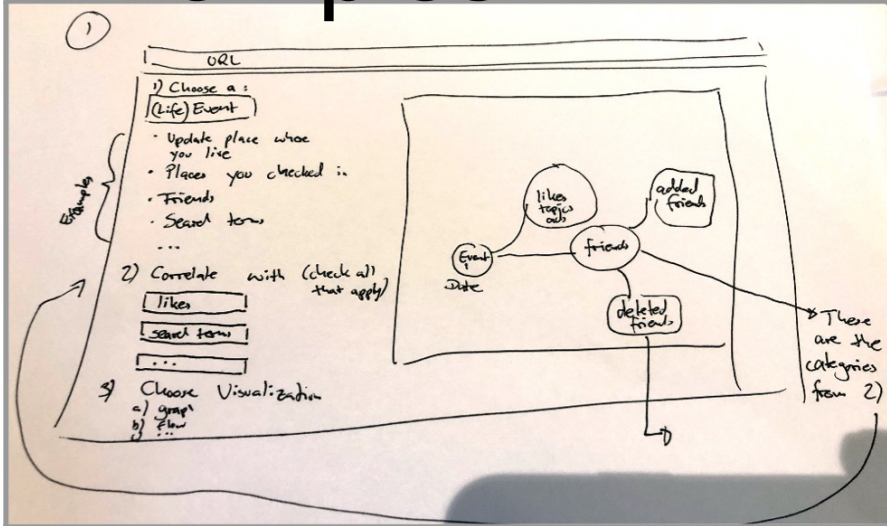 1
URL
1) Choose a :
(Life) Event
Examples
· Update place whose
you live
· Places you checked in
· Friends
· Search terms
...
2) Correlate with (check all
that apply)
likes
search terms
...
3) Choose Visualization
a) graph
b) flow
c) ...
Event
Date
likes
topics
ads
friends
added
friends
deleted
friends
These
are the
categories
from 2)